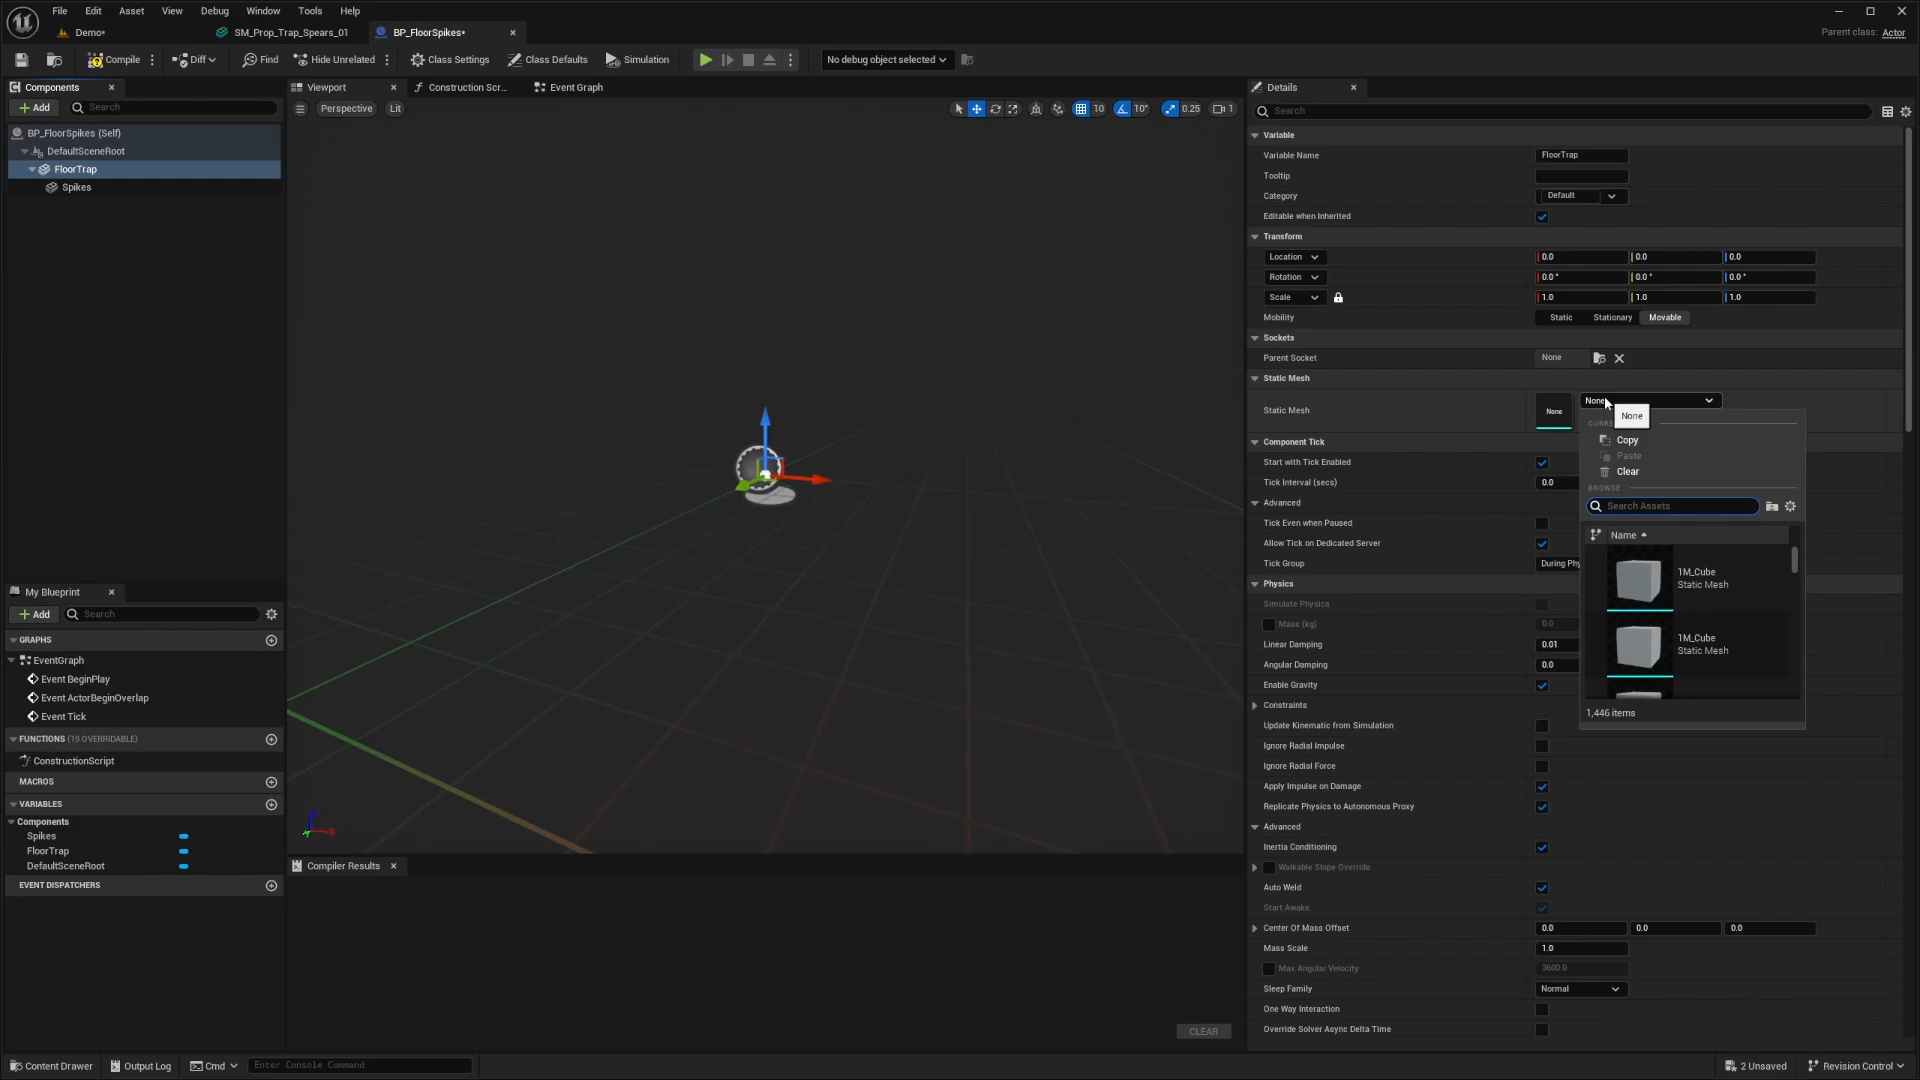 File Edit Asset View Debug Window Tools Help
Demo*
SM_Prop_Trap_Spears_01
BP_FloorSpikes*
Parent class: Actor
Compile Diff Find Hide Unrelated Class Settings Class Defaults Simulation No debug object selected
Components
Add Search
BP_FloorSpikes (Self)
DefaultSceneRoot
FloorTrap
Spikes
My Blueprint
Add Search
GRAPHS
EventGraph
Event BeginPlay
Event ActorBeginOverlap
Event Tick
FUNCTIONS (19 OVERRIDABLE)
ConstructionScript
MACROS
VARIABLES
Components
Spikes
FloorTrap
DefaultSceneRoot
EVENT DISPATCHERS
Viewport Construction Scr... Event Graph
Perspective Lit 10 10° 0.25 1
Compiler Results
CLEAR
Details
Search
Variable
Variable Name FloorTrap
Tooltip
Category Default
Editable when Inherited
Transform
Location 0.0 0.0 0.0
Rotation 0.0 ° 0.0 ° 0.0 °
Scale 1.0 1.0 1.0
Mobility Static Stationary Movable
Sockets
Parent Socket None
Static Mesh
Static Mesh None None
None
Copy
Paste
Clear
BROWSE
Search Assets
Name
1M_Cube
Static Mesh
1M_Cube
Static Mesh
1,446 items
Component Tick
Start with Tick Enabled
Tick Interval (secs) 0.0
Advanced
Tick Even when Paused
Allow Tick on Dedicated Server
Tick Group During Phy
Physics
Simulate Physics
Mass (kg) 0.0
Linear Damping 0.01
Angular Damping 0.0
Enable Gravity
Constraints
Update Kinematic from Simulation
Ignore Radial Impulse
Ignore Radial Force
Apply Impulse on Damage
Replicate Physics to Autonomous Proxy
Advanced
Inertia Conditioning
Walkable Slope Override
Auto Weld
Start Awake
Center Of Mass Offset 0.0 0.0 0.0
Mass Scale 1.0
Max Angular Velocity 3600.0
Sleep Family Normal
One Way Interaction
Override Solver Async Delta Time
Content Drawer Output Log Cmd Enter Console Command 2 Unsaved Revision Control